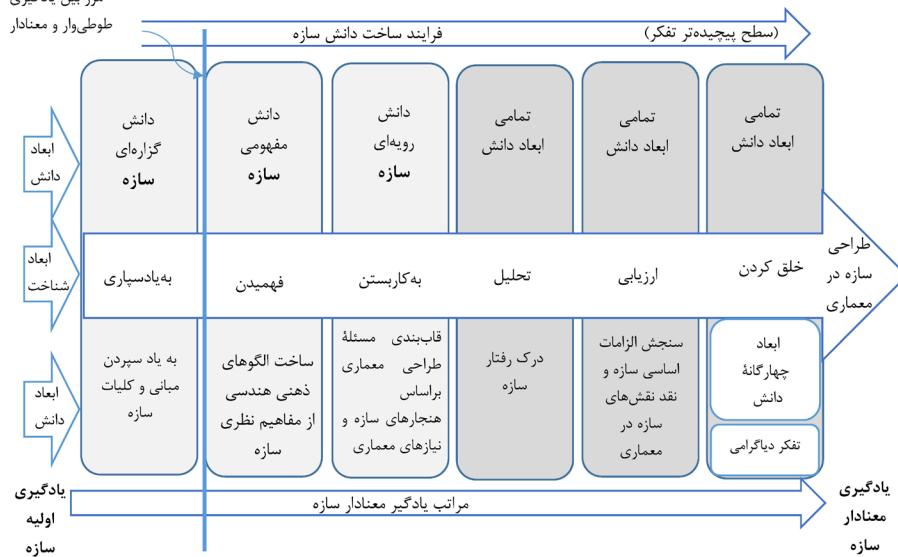 مرز بین یادگیری
طوطی‌وار و معنادار
فرایند ساخت دانش سازه
(سطح پیچیده‌تر تفکر)
ابعاد
دانش
دانش
گزاره‌ای
سازه
دانش
مفهومی
سازه
دانش
رویه‌ای
سازه
تمامی
ابعاد دانش
تمامی
ابعاد دانش
تمامی
ابعاد دانش
ابعاد
شناخت
به‌یادسپاری
فهمیدن
به‌کاربستن
تحلیل
ارزیابی
خلق کردن
طراحی
سازه در
معماری
ابعاد
دانش
به یاد سپردن
مبانی و کلیات
سازه
ساخت الگوهای
ذهنی هندسی
از مفاهیم نظری
سازه
قاب‌بندی مسئلۀ
طراحی معماری
براساس
هنجارهای سازه و
نیازهای معماری
درک رفتار
سازه
سنجش الزامات
اساسی سازه و
نقد نقش‌های
سازه در
معماری
ابعاد
چهارگانۀ
دانش
تفکر دیاگرامی
یادگیری
اولیه
سازه
مراتب یادگیر معنادار سازه
یادگیری
معنادار
سازه